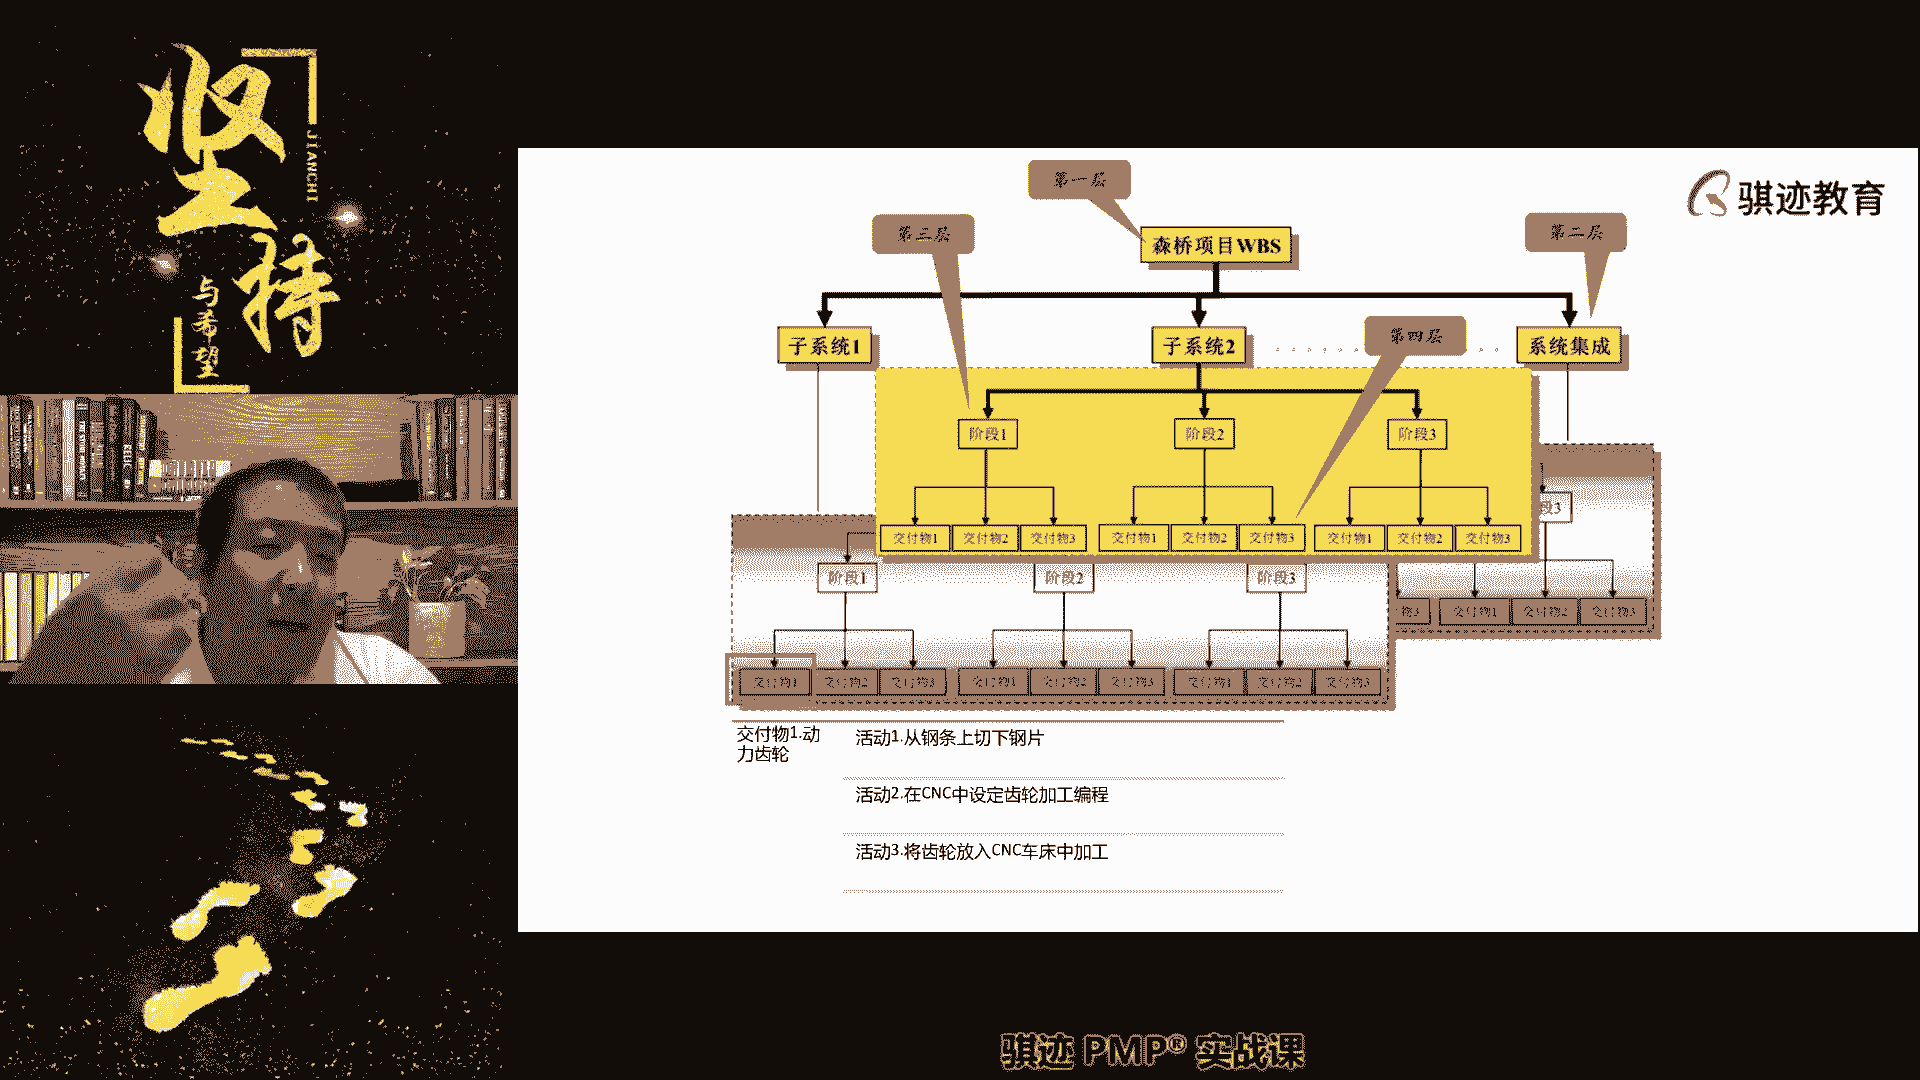 坚持
JIANCHI
与希望
骐迹教育
第一层
第三层
第二层
森桥项目WBS
第四层
子系统1
子系统2
系统集成
阶段1
阶段2
阶段3
段3
交付物1
交付物2
交付物3
交付物1
交付物2
交付物3
交付物1
交付物2
交付物3
阶段1
阶段2
阶段3
物3
交付物1
交付物2
交付物3
交付物1
交付物2
交付物3
交付物1
交付物2
交付物3
交付物1
交付物2
交付物3
交付物1.动
力齿轮
活动1.从钢条上切下钢片
活动2.在CNC中设定齿轮加工编程
活动3.将齿轮放入CNC车床中加工
骐迹 PMP® 实战课